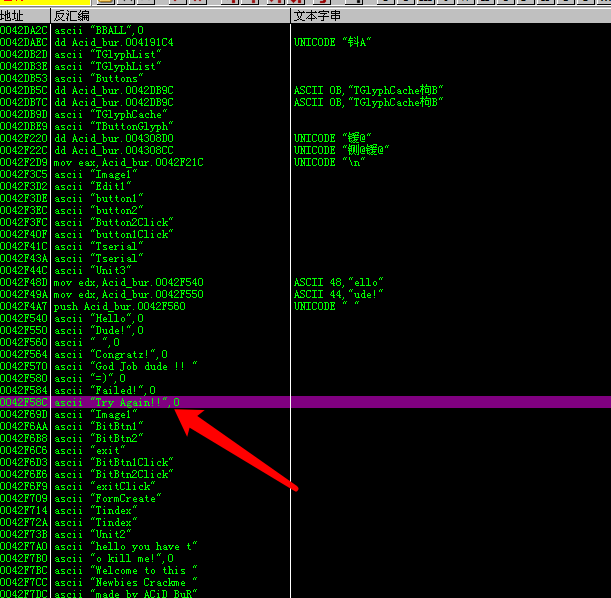 地址 反汇编 文本字串
0042DA2C ascii "BBALL",0
0042DAEC dd Acid_bur.004191C4 UNICODE "钭A"
0042DB2D ascii "TGlyphList"
0042DB3E ascii "TGlyphList"
0042DB53 ascii "Buttons"
0042DB5C dd Acid_bur.0042DB9C ASCII 0B,"TGlyphCache栲B"
0042DB7C dd Acid_bur.0042DB9C ASCII 0B,"TGlyphCache栲B"
0042DB9D ascii "TGlyphCache"
0042DBE9 ascii "TButtonGlyph"
0042F220 dd Acid_bur.004308D0 UNICODE "@"
0042F22C dd Acid_bur.004308CC UNICODE "@@"
0042F2D9 mov eax,Acid_bur.0042F21C UNICODE "\n"
0042F3C5 ascii "Image1"
0042F3D2 ascii "Edit1"
0042F3DE ascii "button1"
0042F3EC ascii "button2"
0042F3FC ascii "Button2Click"
0042F40F ascii "button1Click"
0042F41C ascii "Tserial"
0042F43A ascii "Tserial"
0042F44C ascii "Unit3"
0042F48D mov edx,Acid_bur.0042F540 ASCII 48,"ello"
0042F49A mov edx,Acid_bur.0042F550 ASCII 44,"ude!"
0042F4A7 push Acid_bur.0042F560 UNICODE " "
0042F540 ascii "Hello",0
0042F550 ascii "Dude!",0
0042F560 ascii " ",0
0042F564 ascii "Congratz!",0
0042F570 ascii "God Job dude !! "
0042F580 ascii "=)",0
0042F584 ascii "Failed!",0
0042F58C ascii "Try Again!!",0
0042F69D ascii "Image1"
0042F6AA ascii "BitBtn1"
0042F6B8 ascii "BitBtn2"
0042F6C6 ascii "exit"
0042F6D3 ascii "BitBtn1Click"
0042F6E6 ascii "BitBtn2Click"
0042F6F9 ascii "exitClick"
0042F709 ascii "FormCreate"
0042F714 ascii "Tindex"
0042F72A ascii "Tindex"
0042F73B ascii "Unit2"
0042F7A0 ascii "hello you have t"
0042F7B0 ascii "o kill me!",0
0042F7BC ascii "Welcome to this "
0042F7CC ascii "Newbies Crackme "
0042F7DC ascii "made by ACiD BuR"